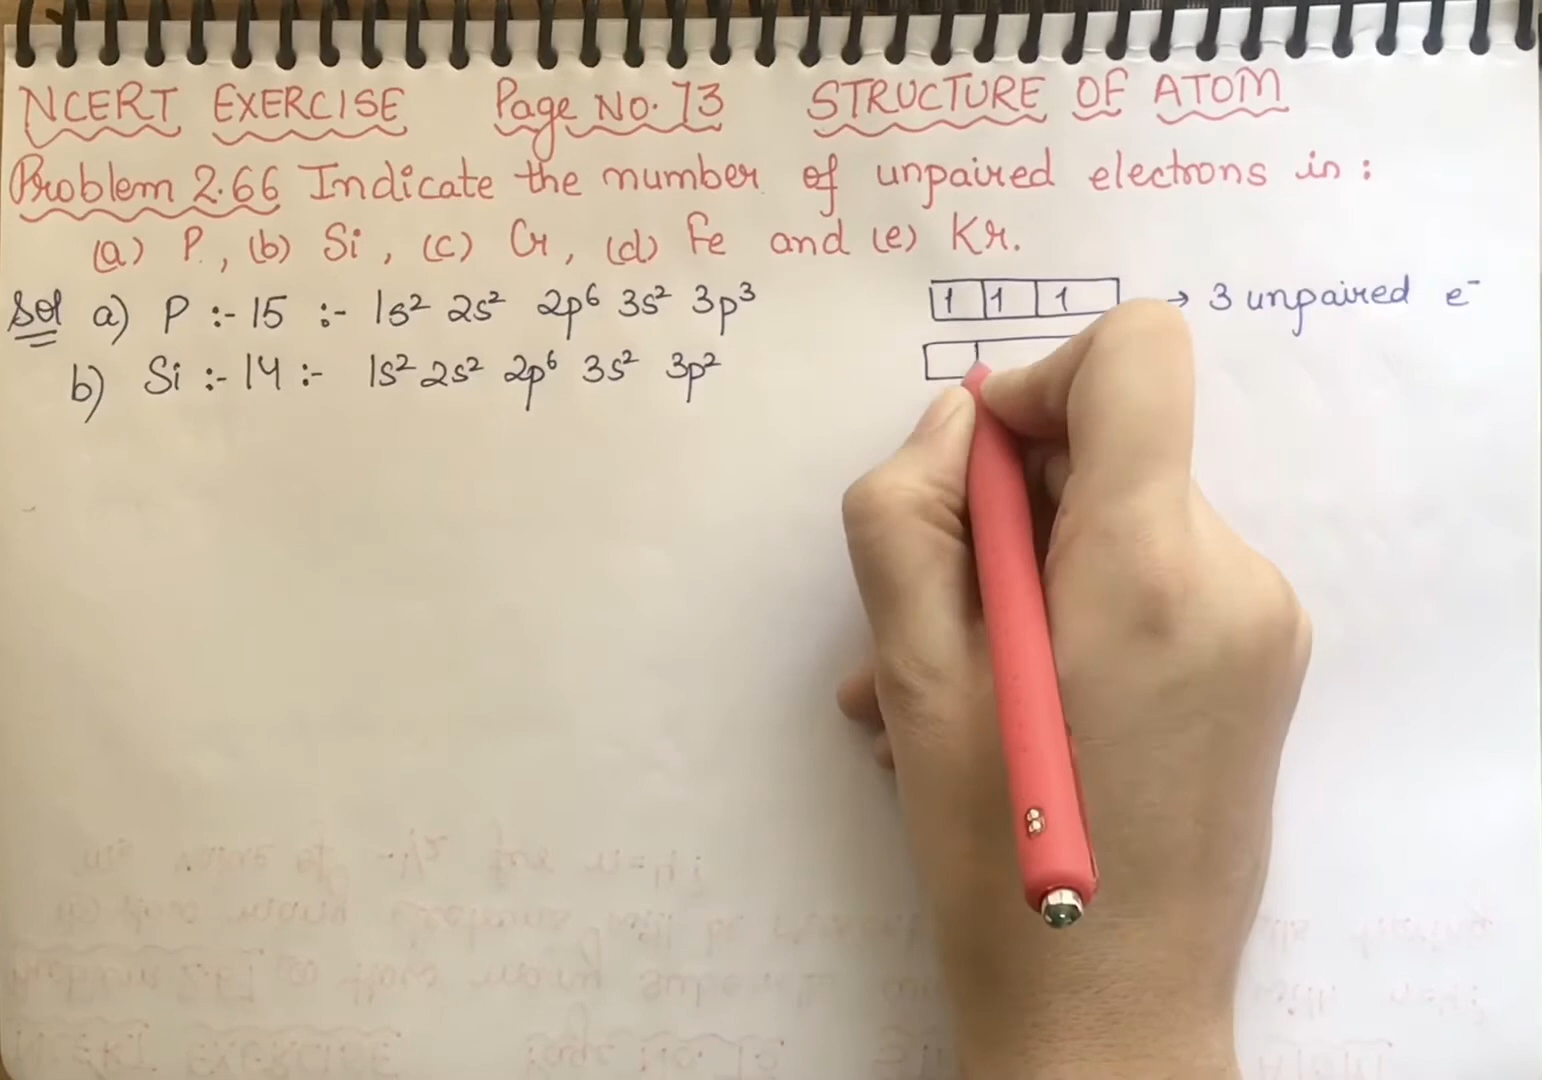 NCERT EXERCISE Page No. 73 STRUCTURE OF ATOM
Problem 2.66 Indicate the number of unpaired electrons in :
(a) P, (b) Si, (c) Cr, (d) Fe and (e) Kr.
Sol a) P :- 15 :- 1s² 2s² 2p⁶ 3s² 3p³ 1 1 1 → 3 unpaired e⁻
b) Si :- 14 :- 1s² 2s² 2p⁶ 3s² 3p²